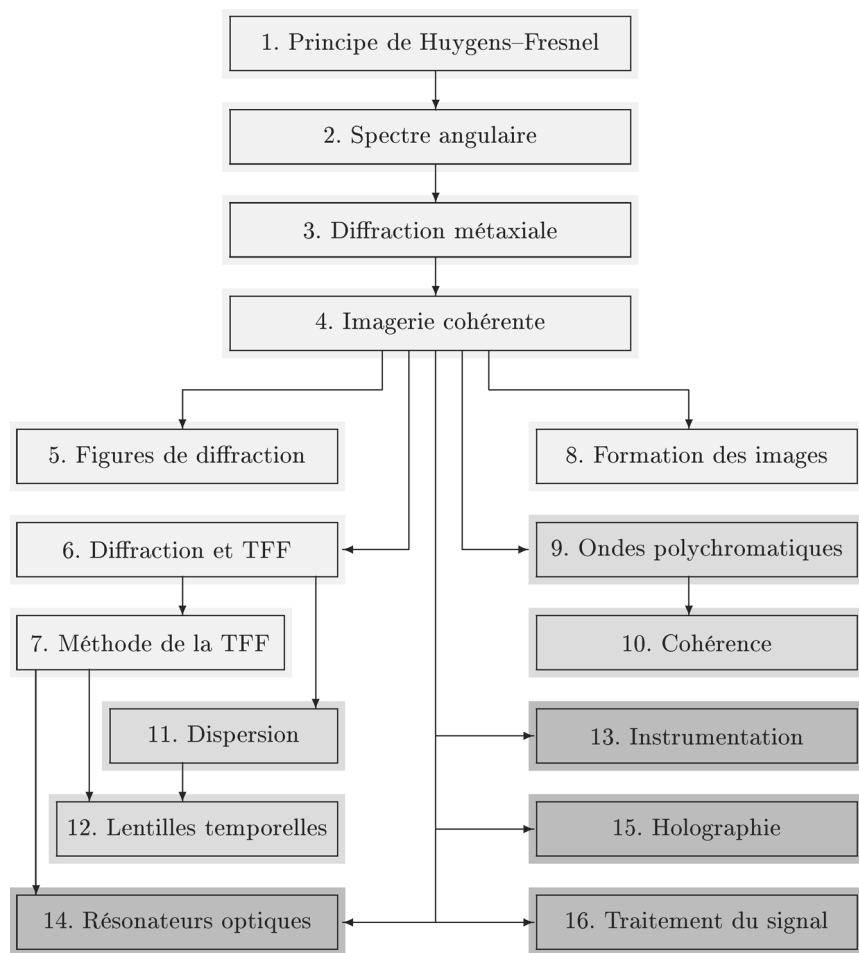 1. Principe de Huygens–Fresnel
2. Spectre angulaire
3. Diffraction métaxiale
4. Imagerie cohérente
5. Figures de diffraction
8. Formation des images
6. Diffraction et TFF
9. Ondes polychromatiques
7. Méthode de la TFF
10. Cohérence
11. Dispersion
13. Instrumentation
12. Lentilles temporelles
15. Holographie
14. Résonateurs optiques
16. Traitement du signal